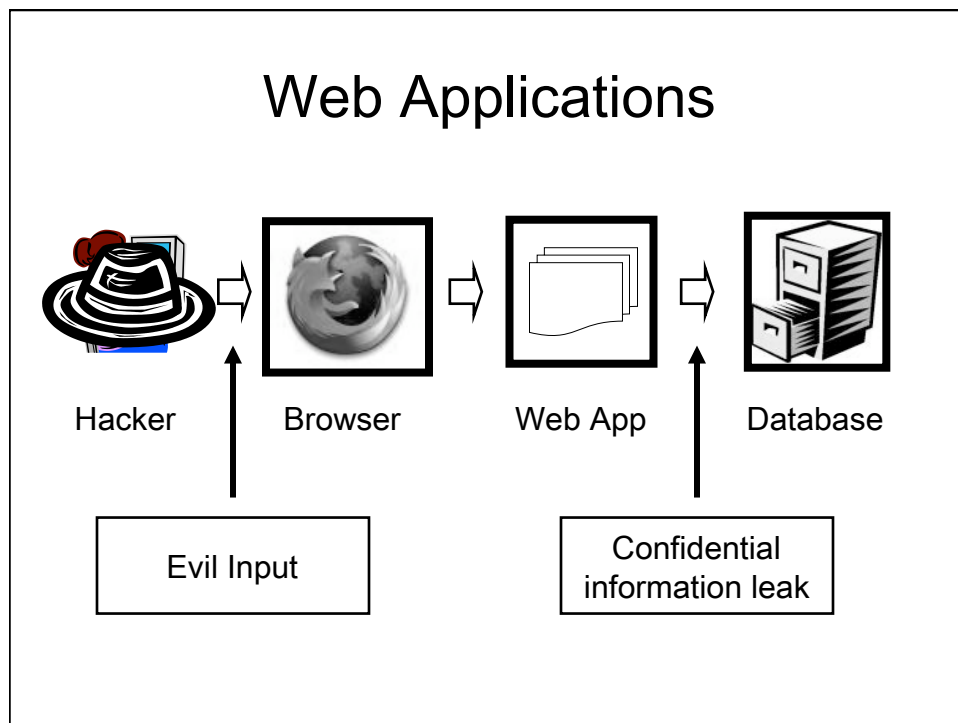 Web Applications
Hacker
Browser
Web App
Database
Evil Input
Confidential
information leak